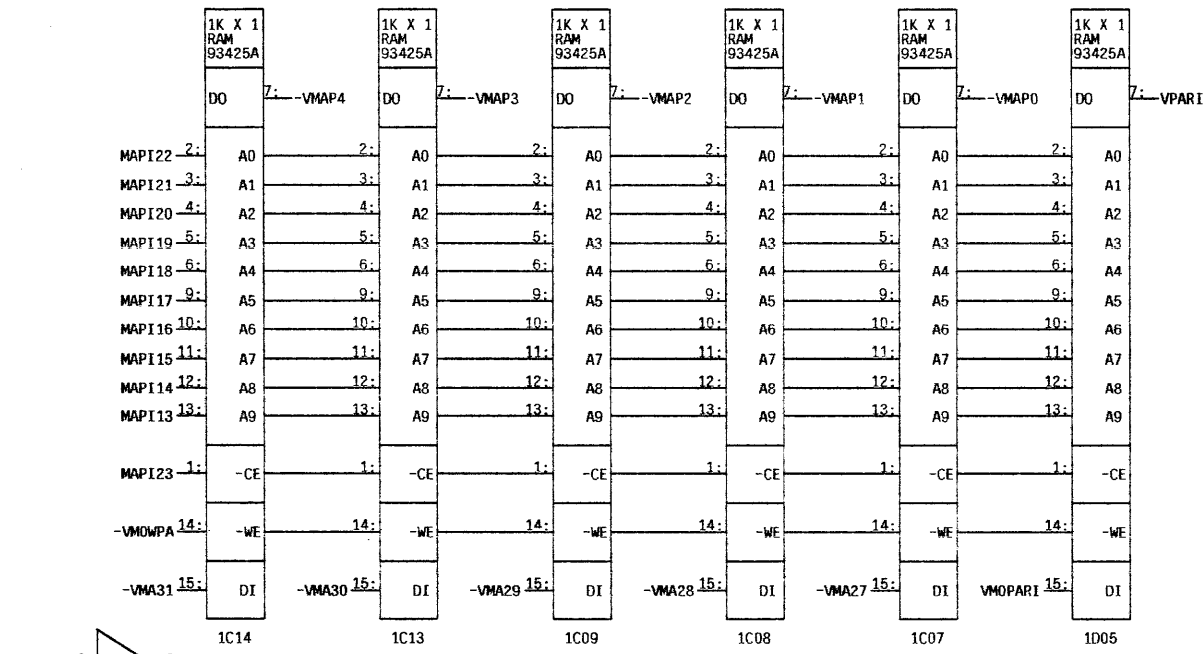 1K X 1 1K X 1 1K X 1 1K X 1 1K X 1 1K X 1
RAM RAM RAM RAM RAM RAM
93425A 93425A 93425A 93425A 93425A 93425A
DO 7: -VMAP4 DO 7: -VMAP3 DO 7: -VMAP2 DO 7: -VMAP1 DO 7: -VMAP0 DO 7: -VPARI
MAPI22 2: A0 2: A0 2: A0 2: A0 2: A0 2: A0
MAPI21 3: A1 3: A1 3: A1 3: A1 3: A1 3: A1
MAPI20 4: A2 4: A2 4: A2 4: A2 4: A2 4: A2
MAPI19 5: A3 5: A3 5: A3 5: A3 5: A3 5: A3
MAPI18 6: A4 6: A4 6: A4 6: A4 6: A4 6: A4
MAPI17 9: A5 9: A5 9: A5 9: A5 9: A5 9: A5
MAPI16 10: A6 10: A6 10: A6 10: A6 10: A6 10: A6
MAPI15 11: A7 11: A7 11: A7 11: A7 11: A7 11: A7
MAPI14 12: A8 12: A8 12: A8 12: A8 12: A8 12: A8
MAPI13 13: A9 13: A9 13: A9 13: A9 13: A9 13: A9
MAPI23 1: -CE 1: -CE 1: -CE 1: -CE 1: -CE 1: -CE
-VM0WPA 14: -WE 14: -WE 14: -WE 14: -WE 14: -WE 14: -WE
-VMA31 15: DI -VMA30 15: DI -VMA29 15: DI -VMA28 15: DI -VMA27 15: DI VM0PARI 15: DI
1C14 1C13 1C09 1C08 1C07 1D05